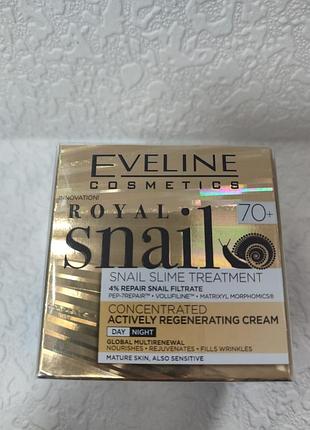 EVELINE
COSMETICS
INNOVATION!
ROYAL
snail 70+
SNAIL SLIME TREATMENT
4% REPAIR SNAIL FILTRATE
PEP-7REPAIR™ • VOLUFILINE™ • MATRIXYL MORPHOMICS®
CONCENTRATED
ACTIVELY REGENERATING CREAM
DAY NIGHT
GLOBAL MULTIRENEWAL
NOURISHES • REJUVENATES • FILLS WRINKLES
MATURE SKIN, ALSO SENSITIVE